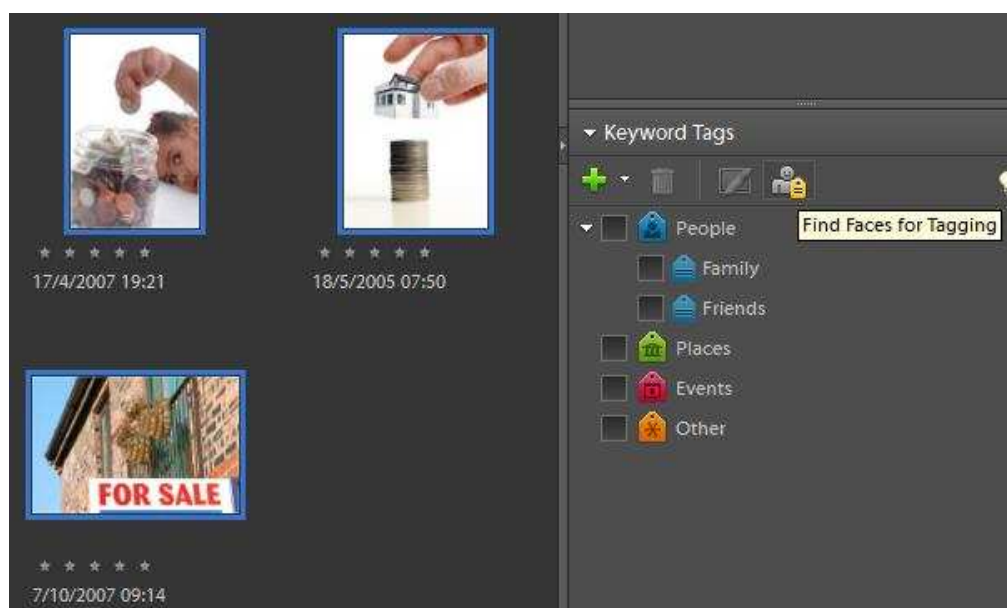 17/4/2007 19:21
18/5/2005 07:50
FOR SALE
7/10/2007 09:14
Keyword Tags
Find Faces for Tagging
People
Family
Friends
Places
Events
Other